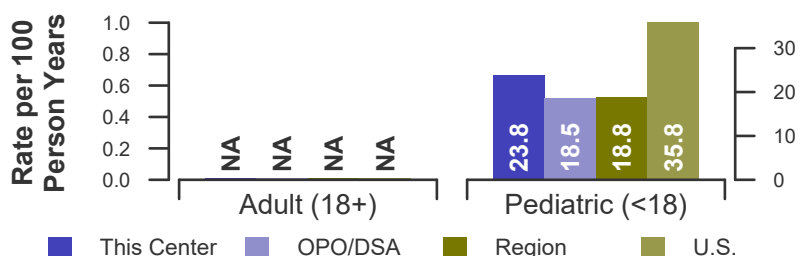 Rate per 100
Person Years
1.0
0.8
0.6
0.4
0.2
0.0
NA NA NA NA
23.8 18.5 18.8 35.8
30
20
10
0
Adult (18+) Pediatric (<18)
This Center OPO/DSA Region U.S.